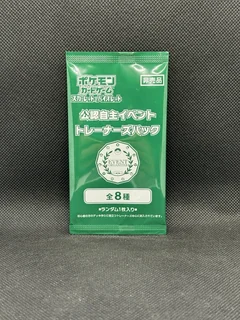 ポケモン
カードゲーム
スカーレット&バイオレット
非売品
公認自主イベント
トレーナーズパック
EVENT
全8種
ランダム1枚入り